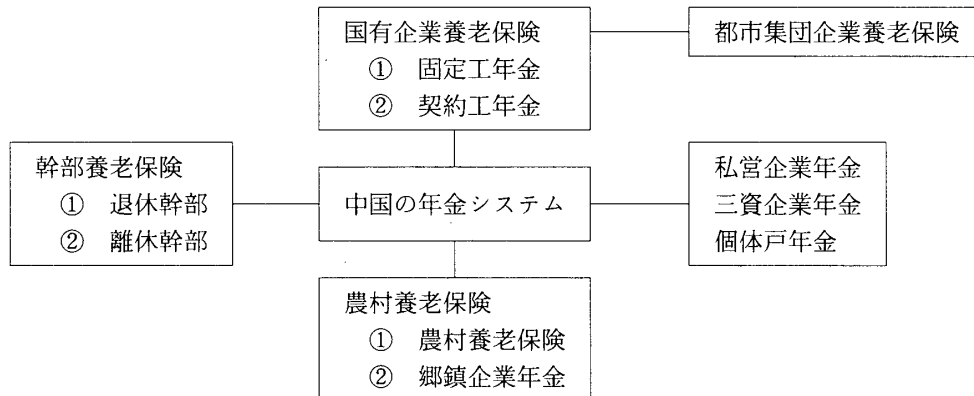 国有企業養老保険
① 固定工年金
② 契約工年金
都市集団企業養老保険
幹部養老保険
① 退休幹部
② 離休幹部
中国の年金システム
私営企業年金
三資企業年金
個体戸年金
農村養老保険
① 農村養老保険
② 郷鎮企業年金